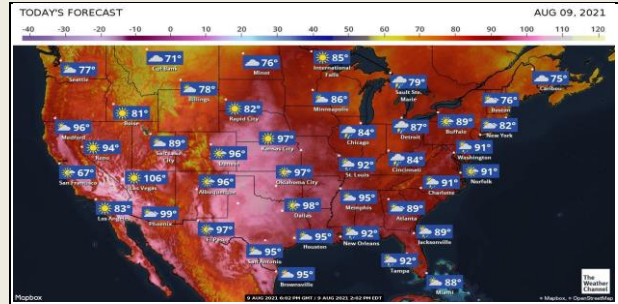 TODAY'S FORECAST
AUG 09, 2021
-40 -30 -20 -10 0 10 20 30 40 50 60 70 80 90 100 110 120
77°
Seattle
71°
Cut Bank
76°
Minot
85°
International
Falls
79°
Sault Ste.
Marie
75°
Caribou
78°
Billings
81°
Boise
82°
Rapid City
86°
Minneapolis
76°
Boston
96°
Medford
89°
Salt Lake
City
97°
Kansas City
84°
Chicago
87°
Detroit
89°
Buffalo
82°
New York
94°
Reno
96°
Denver
92°
St. Louis
84°
Cincinnati
91°
Washington
67°
San Francisco
106°
Las Vegas
96°
Albuquerque
97°
Oklahoma City
91°
Charlotte
91°
Norfolk
83°
Los Angeles
99°
Phoenix
98°
Dallas
95°
Memphis
89°
Atlanta
97°
El Paso
95°
San Antonio
95°
Houston
92°
New Orleans
89°
Jacksonville
95°
Brownsville
92°
Tampa
88°
Miami
The
Weather
Channel
Mapbox
9 AUG 2021 6:02 PM GMT | 9 AUG 2021 2:02 PM EDT
© Mapbox, © OpenStreetMap